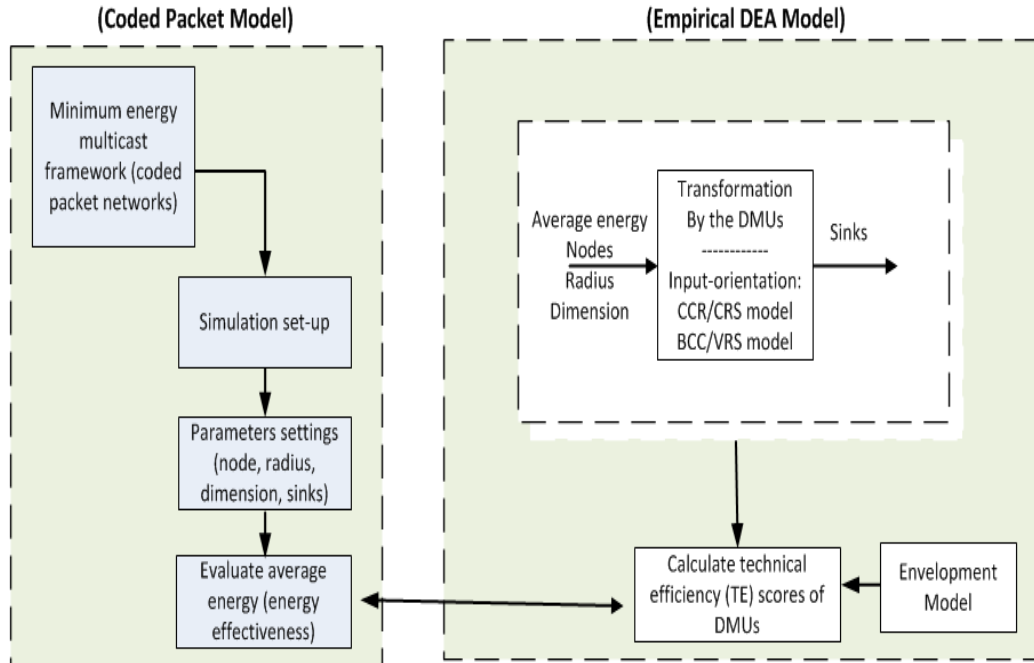 (Coded Packet Model)
Minimum energy
multicast
framework (coded
packet networks)
Simulation set-up
Parameters settings
(node, radius,
dimension, sinks)
Evaluate average
energy (energy
effectiveness)
(Empirical DEA Model)
Average energy
Nodes
Radius
Dimension
Transformation
By the DMUs
------------
Input-orientation:
CCR/CRS model
BCC/VRS model
Sinks
Calculate technical
efficiency (TE) scores of
DMUs
Envelopment
Model